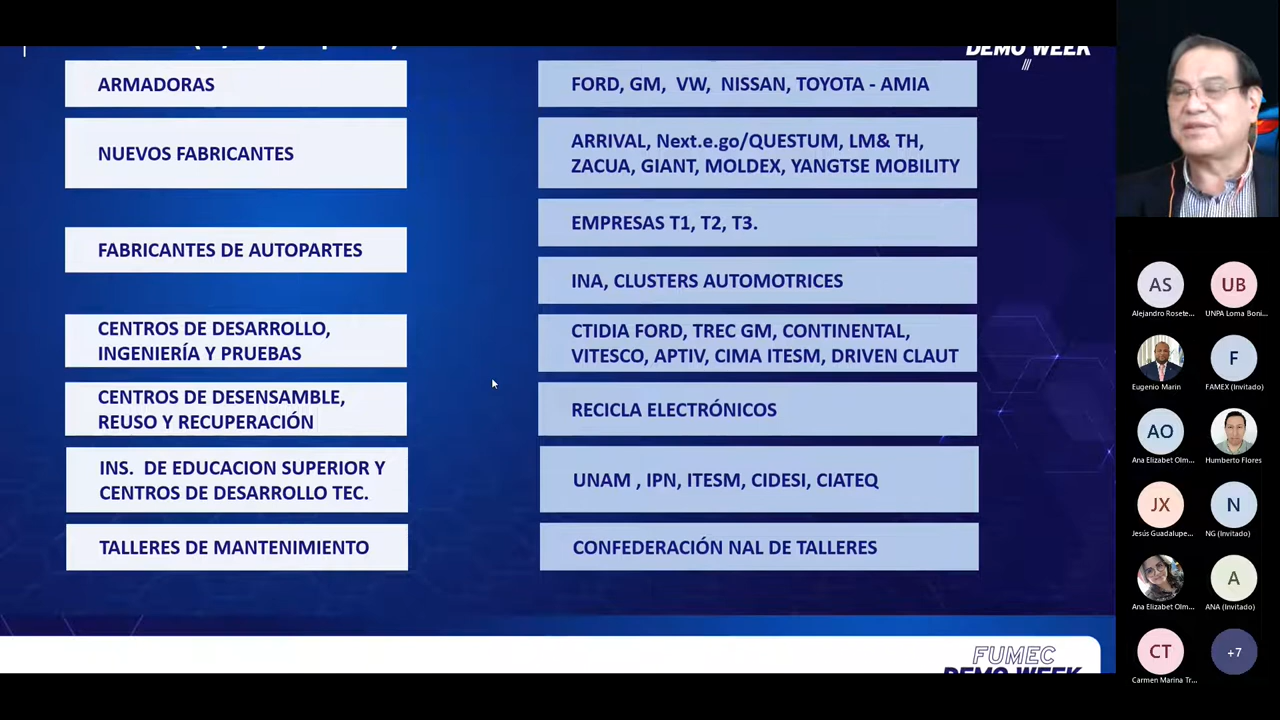 DEMO WEEK
ARMADORAS
FORD, GM, VW, NISSAN, TOYOTA - AMIA
NUEVOS FABRICANTES
ARRIVAL, Next.e.go/QUESTUM, LM& TH,
ZACUA, GIANT, MOLDEX, YANGTSE MOBILITY
FABRICANTES DE AUTOPARTES
EMPRESAS T1, T2, T3.
INA, CLUSTERS AUTOMOTRICES
CENTROS DE DESARROLLO,
INGENIERÍA Y PRUEBAS
CTIDIA FORD, TREC GM, CONTINENTAL,
VITESCO, APTIV, CIMA ITESM, DRIVEN CLAUT
CENTROS DE DESENSAMBLE,
REUSO Y RECUPERACIÓN
RECICLA ELECTRÓNICOS
INS. DE EDUCACION SUPERIOR Y
CENTROS DE DESARROLLO TEC.
UNAM , IPN, ITESM, CIDESI, CIATEQ
TALLERES DE MANTENIMIENTO
CONFEDERACIÓN NAL DE TALLERES
FUMEC
DEMO WEEK
AS
Alejandro Rosete...
UB
UNPA Loma Boni...
Eugenio Marin
F
FAMEX (Invitado)
AO
Ana Elizabet Olm...
Humberto Flores
JX
Jesús Guadalupe...
N
NG (Invitado)
Ana Elizabet Olm...
A
ANA (Invitado)
CT
Carmen Marina Tr...
+7